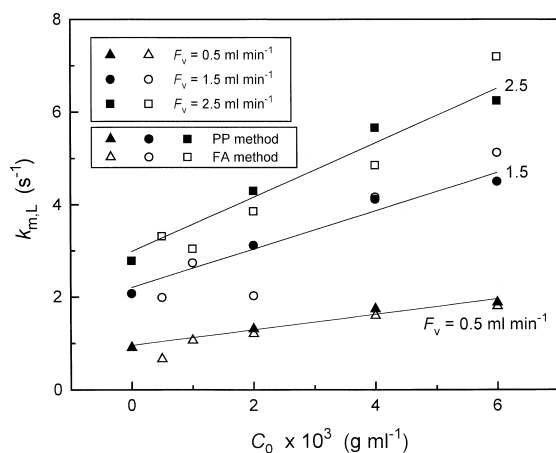 8
6
4
2
0
k_m,L (s⁻¹)
F_v = 0.5 ml min⁻¹
F_v = 1.5 ml min⁻¹
F_v = 2.5 ml min⁻¹
PP method
FA method
2.5
1.5
F_v = 0.5 ml min⁻¹
0 2 4 6
C₀ x 10³ (g ml⁻¹)